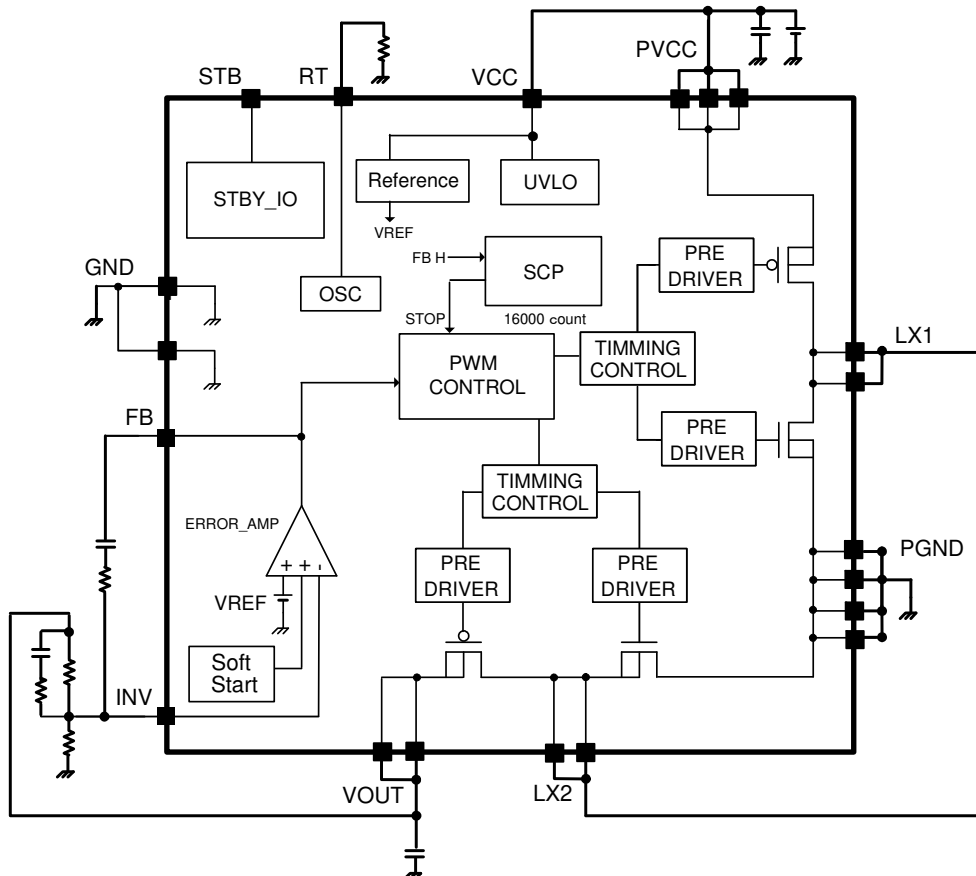 PVCC
STB
RT
VCC
STBY_IO
Reference
UVLO
VREF
PRE
DRIVER
FB H
SCP
GND
OSC
STOP
16000 count
LX1
PWM
CONTROL
TIMMING
CONTROL
FB
PRE
DRIVER
TIMMING
CONTROL
ERROR_AMP
PGND
PRE
DRIVER
PRE
DRIVER
+ + -
VREF
Soft
Start
INV
VOUT
LX2